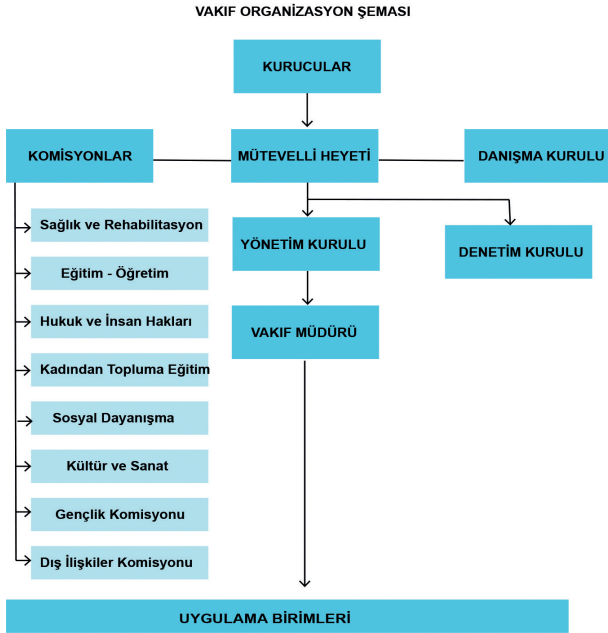 VAKIF ORGANİZASYON ŞEMASI
KURUCULAR
KOMİSYONLAR
MÜTEVELLİ HEYETİ
DANIŞMA KURULU
Sağlık ve Rehabilitasyon
Eğitim - Öğretim
Hukuk ve İnsan Hakları
Kadından Topluma Eğitim
Sosyal Dayanışma
Kültür ve Sanat
Gençlik Komisyonu
Dış İlişkiler Komisyonu
YÖNETİM KURULU
DENETİM KURULU
VAKIF MÜDÜRÜ
UYGULAMA BİRİMLERİ